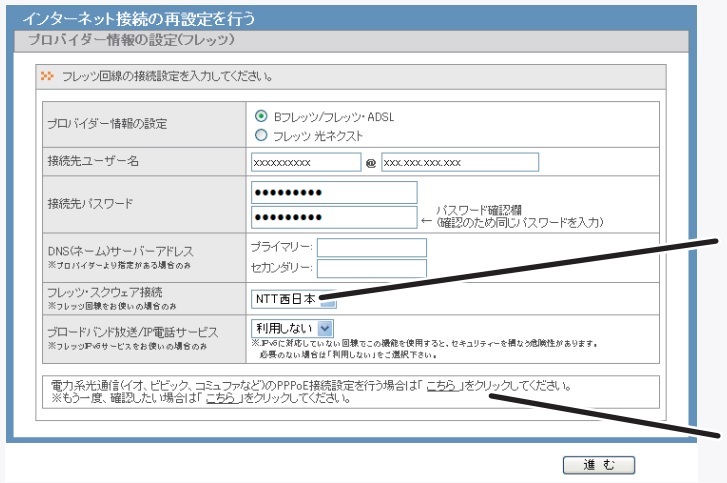 インターネット接続の再設定を行う
プロバイダー情報の設定(フレッツ)
フレッツ回線の接続設定を入力してください。
プロバイダー情報の設定
Bフレッツ/フレッツ・ADSL
フレッツ 光ネクスト
接続先ユーザー名
xxxxxxxxxx @ xxx.xxx.xxx.xxx
接続先パスワード
●●●●●●●●●
●●●●●●●●●
パスワード確認欄
← (確認のため同じパスワードを入力)
DNS(ネーム)サーバーアドレス
※プロバイダーより指定がある場合のみ
プライマリー:
セカンダリー:
フレッツ・スクウェア接続
※フレッツ回線をお使いの場合のみ
NTT西日本
ブロードバンド放送/IP電話サービス
※フレッツIPv6サービスをお使いの場合のみ
利用しない
※IPv6に対応していない回線でこの機能を使用すると、セキュリティーを損なう危険性があります。
必要のない場合は「利用しない」をご選択下さい。
電力系光通信(イオ、ビビック、コミュファなど)のPPPoE接続設定を行う場合は「 こちら 」をクリックしてください。
※もう一度、確認したい場合は「 こちら 」をクリックしてください。
進 む